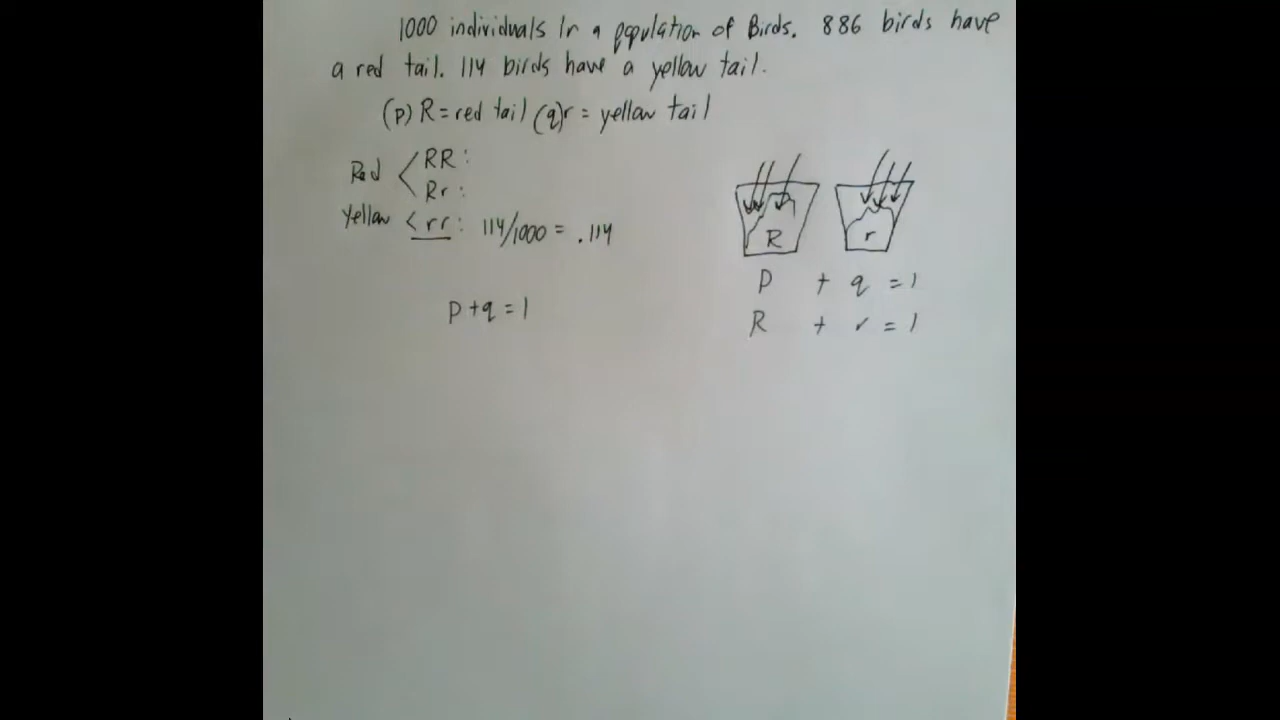 1000 individuals In a population of Birds. 886 birds have
a red tail. 114 birds have a yellow tail.
(p) R = red tail (q) r = yellow tail
Red < RR:
Rr:
Yellow < rr: 114/1000 = .114
p + q = 1
R r
P + q = 1
R + r = 1